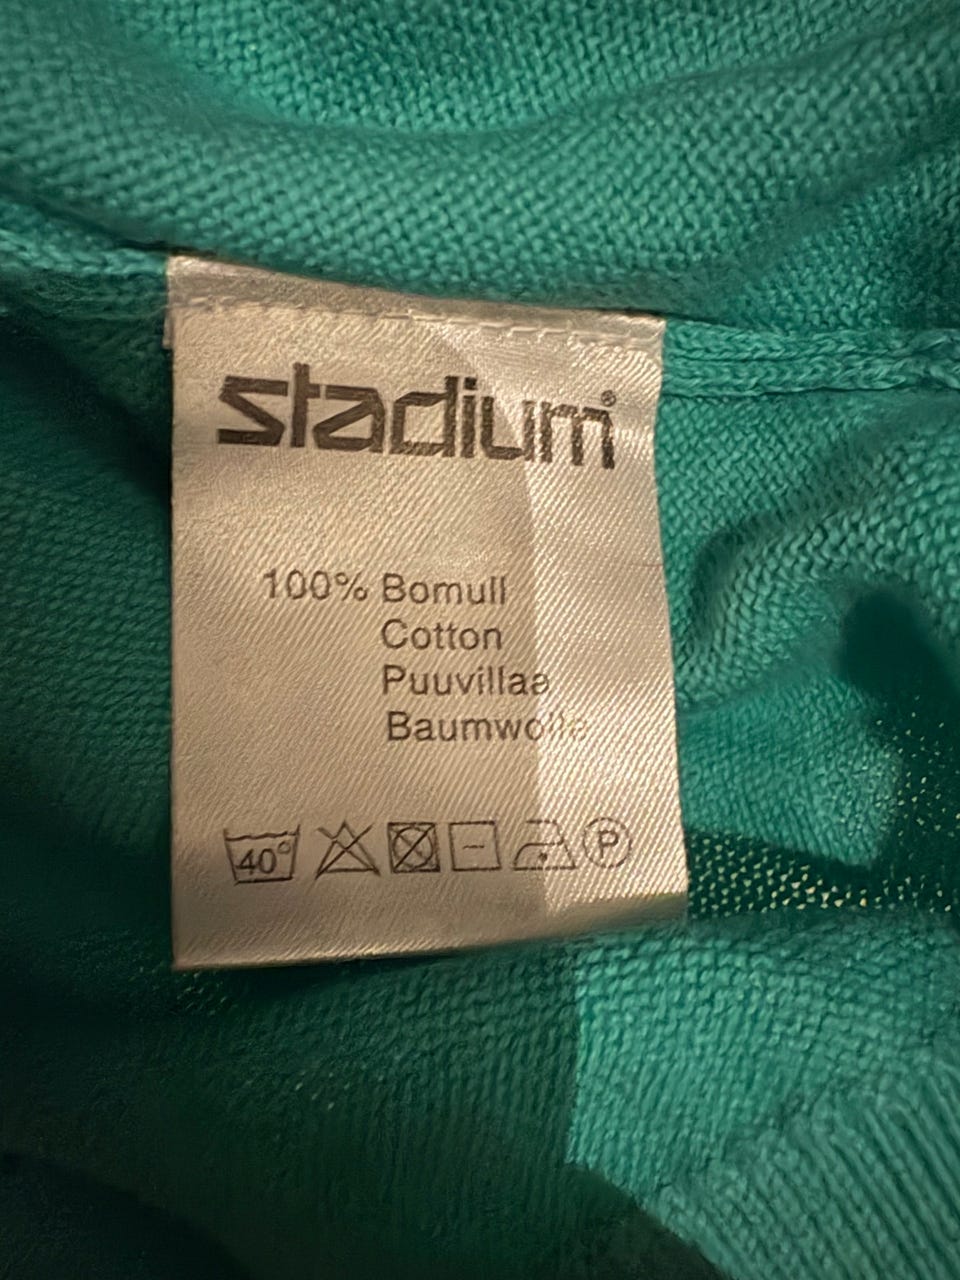 stadium®
100% Bomull
Cotton
Puuvillaa
Baumwolle
40°
P